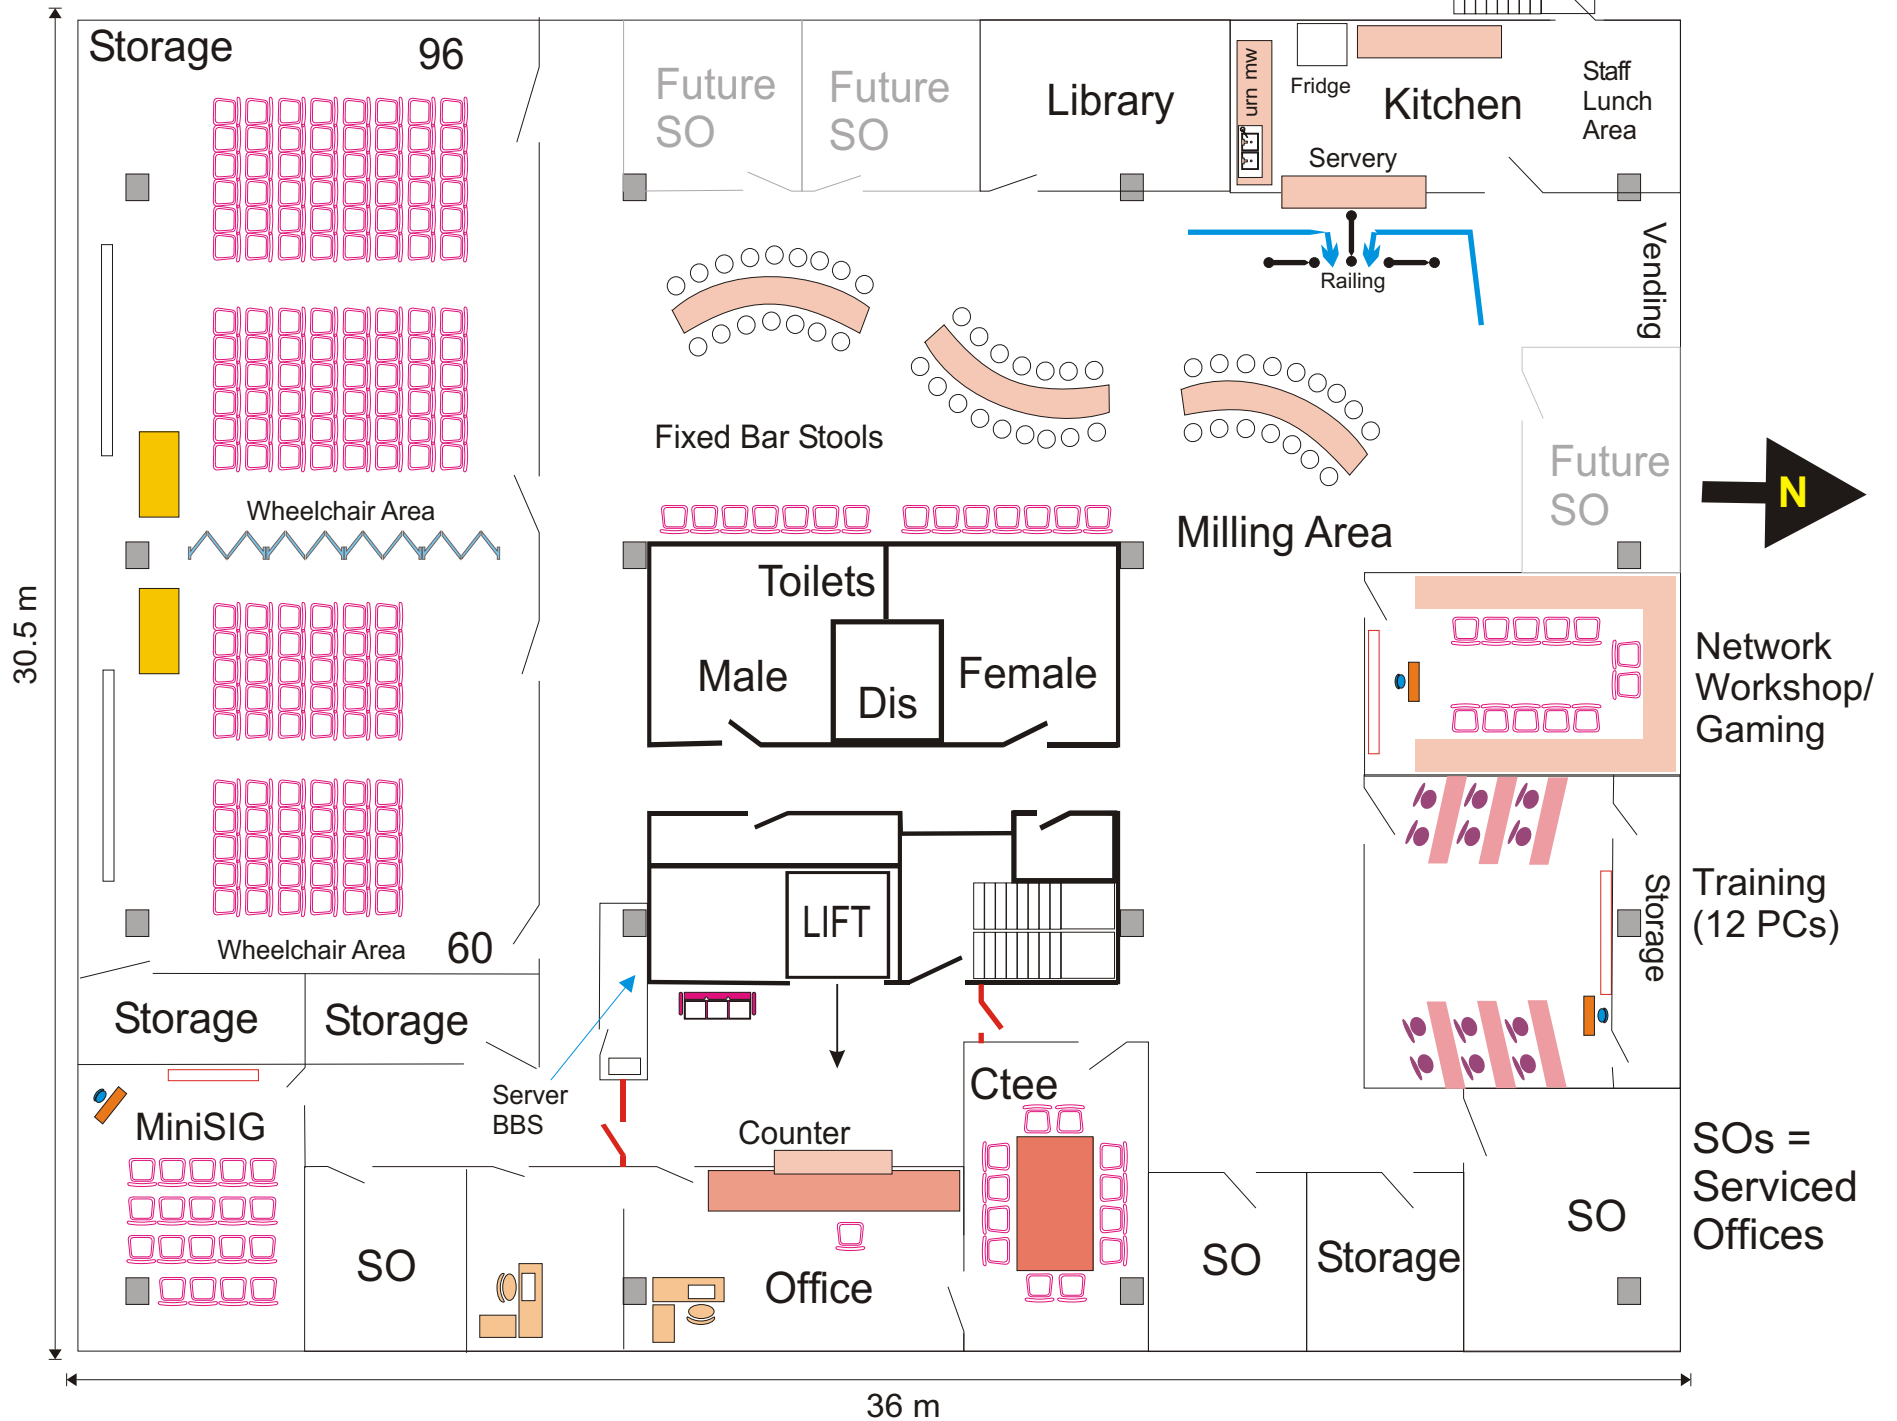 Storage
96
Future
SO
Future
SO
Library
urn mw
Fridge
Kitchen
Staff
Lunch
Area
Servery
Railing
Vending
Fixed Bar Stools
Future
SO
N
Wheelchair Area
Milling Area
Toilets
Male
Dis
Female
30.5 m
Network
Workshop/
Gaming
Training
(12 PCs)
Storage
LIFT
Wheelchair Area
60
Storage
Storage
Server
BBS
Ctee
MiniSIG
Counter
SOs =
Serviced
Offices
SO
Office
SO
Storage
SO
36 m